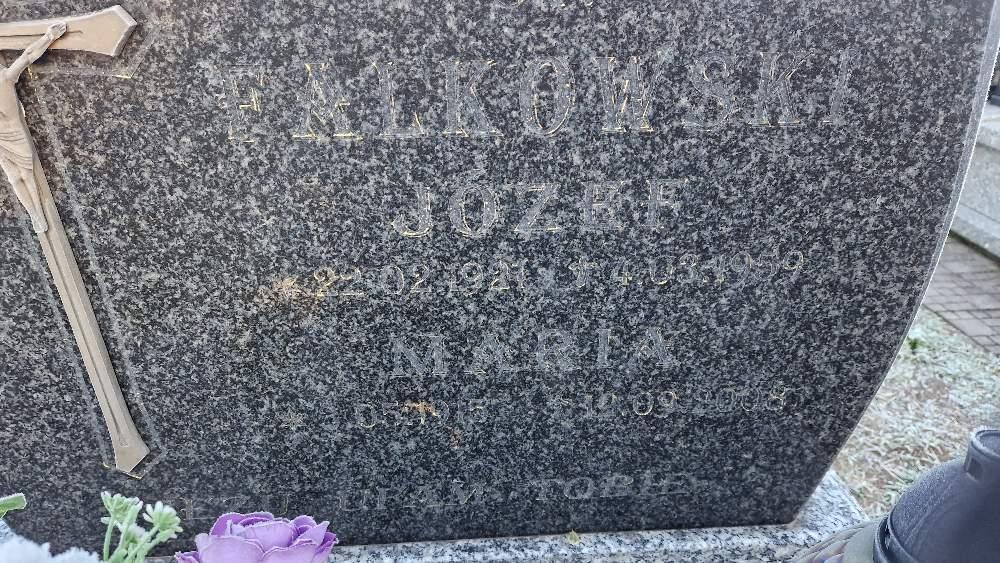 FALKOWSKI
JÓZEF
* 22.02.1921 † 4.03.1999
MARIA
* † 12.09.2008
UFAM TOBIE